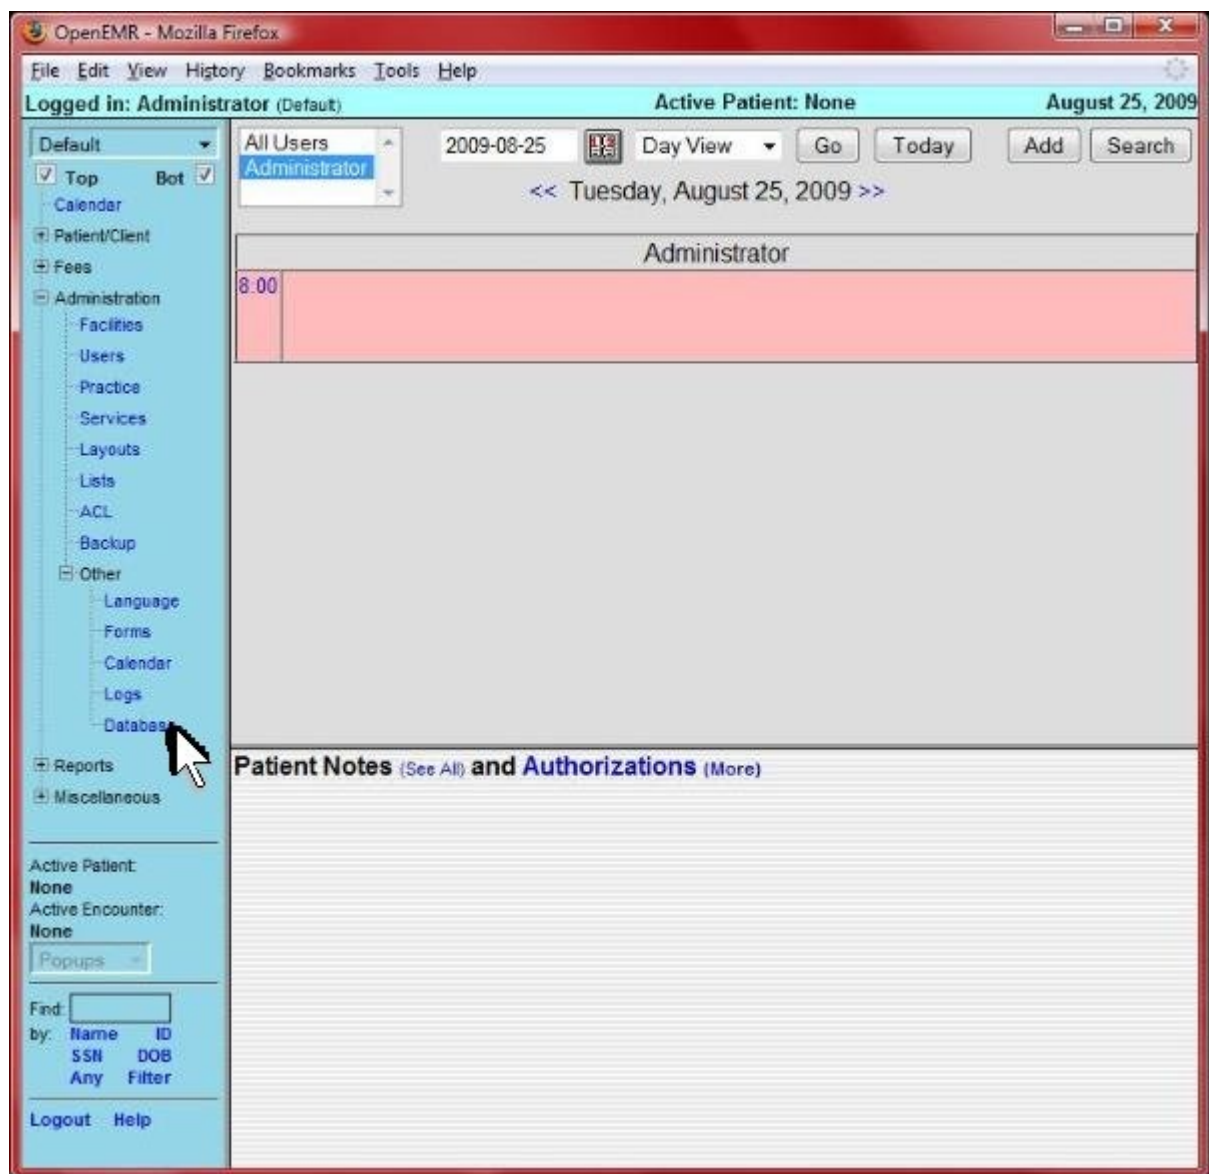 OpenEMR - Mozilla Firefox
File Edit View History Bookmarks Tools Help
Logged in: Administrator (Default) Active Patient: None August 25, 2009
Default
Top Bot
Calendar
Patient/Client
Fees
Administration
Facilities
Users
Practice
Services
Layouts
Lists
ACL
Backup
Other
Language
Forms
Calendar
Logs
Databas
Reports
Miscellaneous
Active Patient:
None
Active Encounter:
None
Popups
Find:
by: Name ID
SSN DOB
Any Filter
Logout Help
All Users
Administrator
2009-08-25 Day View Go Today Add Search
<< Tuesday, August 25, 2009 >>
Administrator
8:00
Patient Notes (See All) and Authorizations (More)